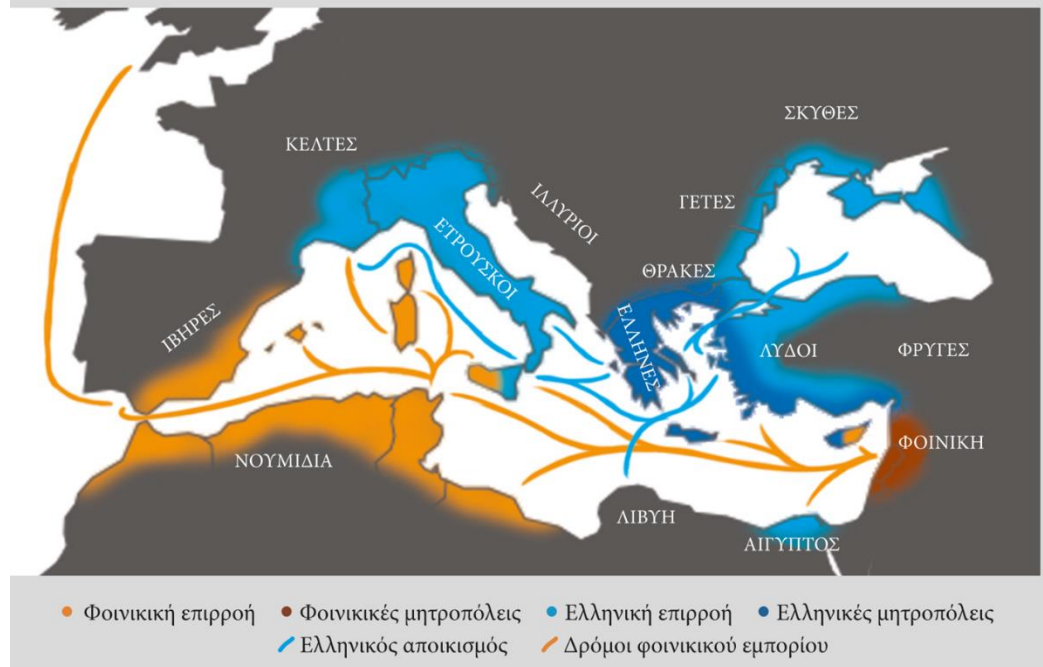 ΣΚΥΘΕΣ
ΚΕΛΤΕΣ
ΓΕΤΕΣ
ΙΛΛΥΡΙΟΙ
ΕΤΡΟΥΣΚΟΙ
ΘΡΑΚΕΣ
ΙΒΗΡΕΣ
ΕΛΛΗΝΕΣ
ΛΥΔΟΙ
ΦΡΥΓΕΣ
ΦΟΙΝΙΚΗ
ΝΟΥΜΙΔΙΑ
ΛΙΒΥΗ
ΑΙΓΥΠΤΟΣ
Φοινικική επιρροή Φοινικικές μητροπόλεις Ελληνική επιρροή Ελληνικές μητροπόλεις
Ελληνικός αποικισμός Δρόμοι φοινικικού εμπορίου